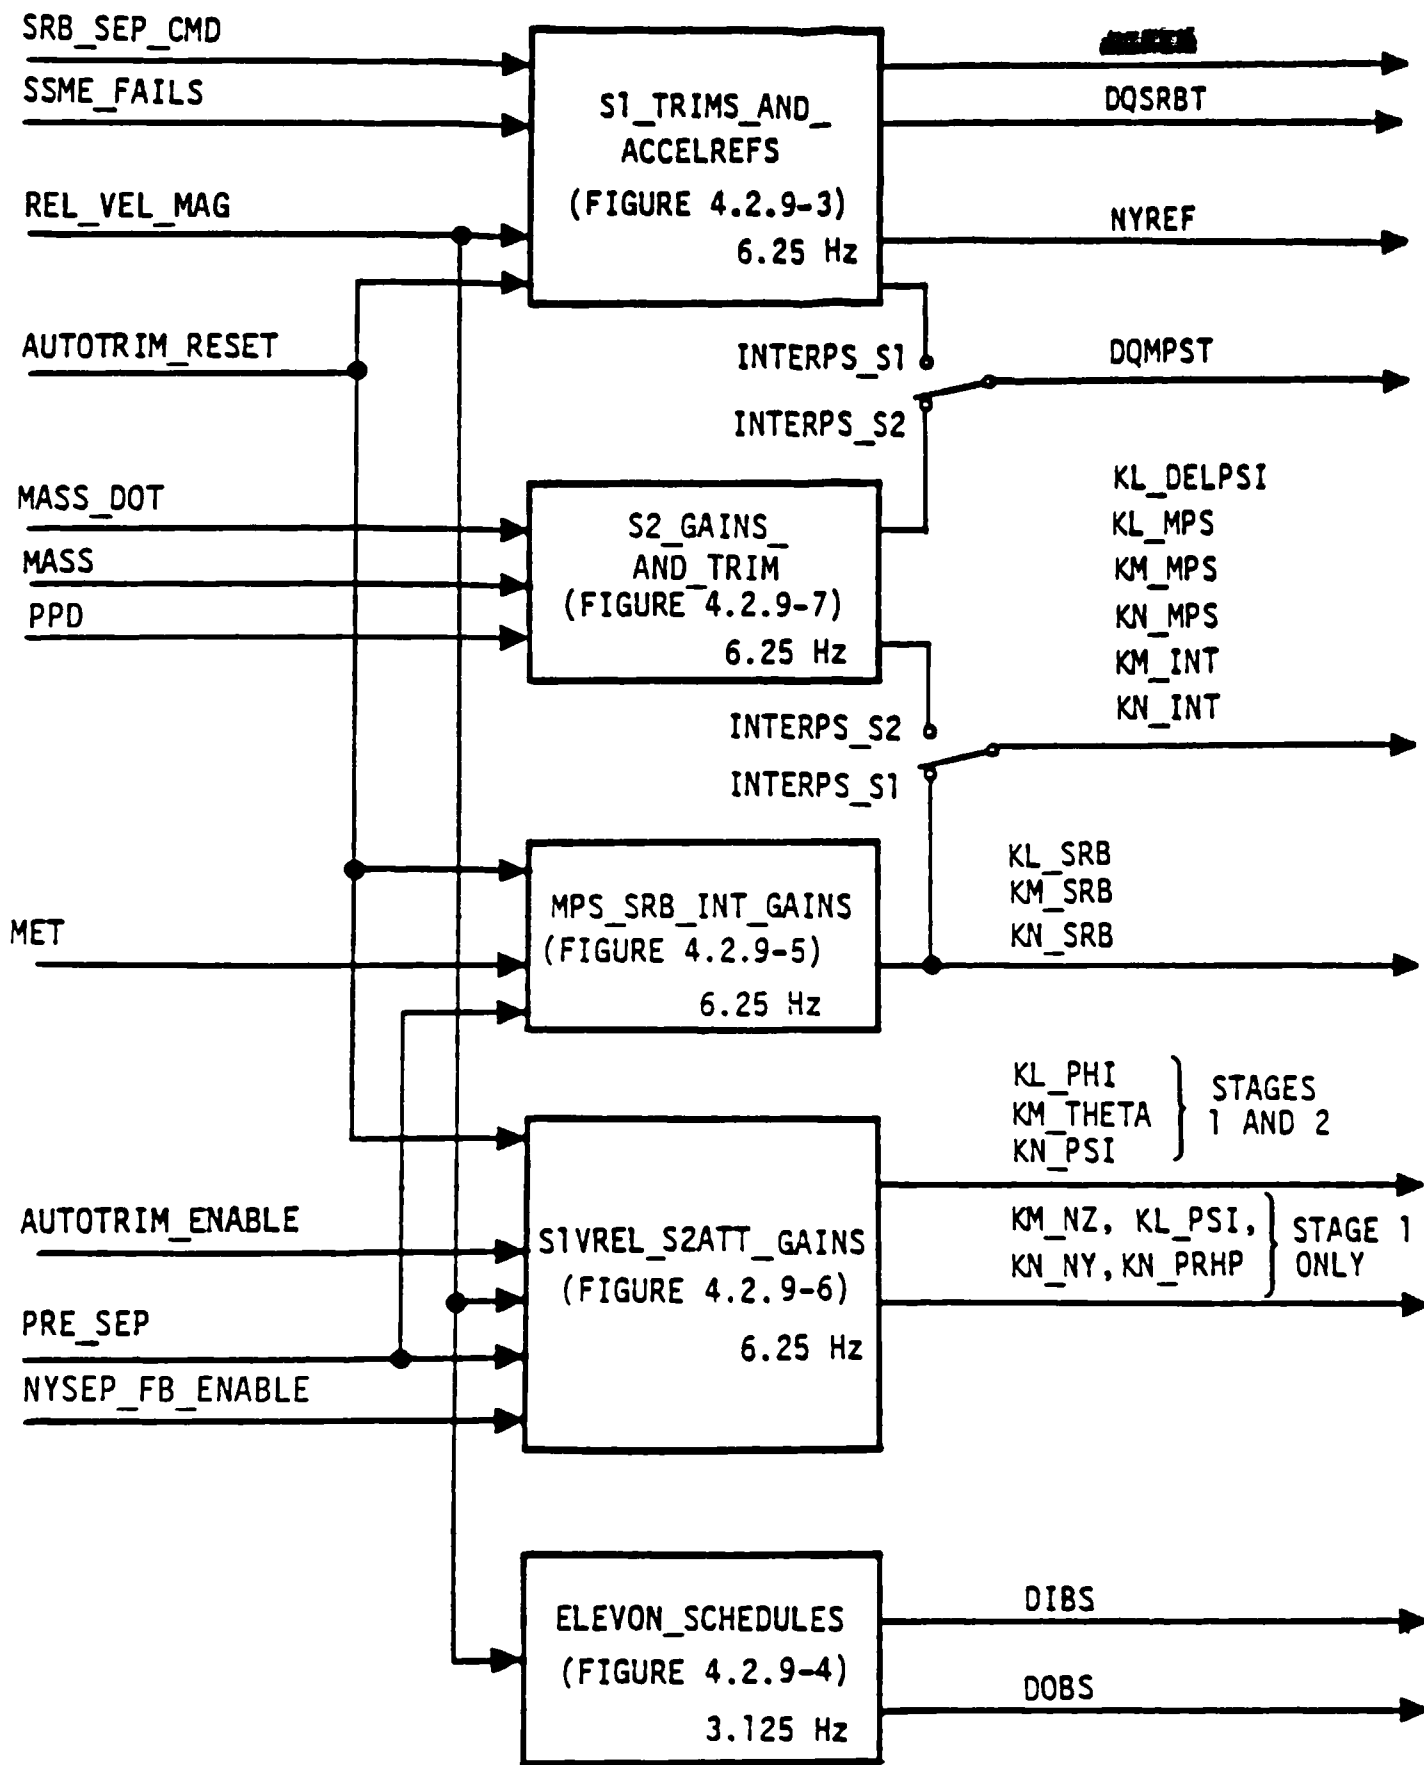 SRB_SEP_CMD
SSME_FAILS
REL_VEL_MAG
AUTOTRIM_RESET
MASS_DOT
MASS
PPD
MET
AUTOTRIM_ENABLE
PRE_SEP
NYSEP_FB_ENABLE
S1_TRIMS_AND_
ACCELREFS
(FIGURE 4.2.9-3)
6.25 Hz
INTERPS_S1
INTERPS_S2
S2_GAINS_
AND_TRIM
(FIGURE 4.2.9-7)
6.25 Hz
INTERPS_S2
INTERPS_S1
MPS_SRB_INT_GAINS
(FIGURE 4.2.9-5)
6.25 Hz
S1VREL_S2ATT_GAINS
(FIGURE 4.2.9-6)
6.25 Hz
ELEVON_SCHEDULES
(FIGURE 4.2.9-4)
3.125 Hz
DQSRBT
NYREF
DQMPST
KL_DELPSI
KL_MPS
KM_MPS
KN_MPS
KM_INT
KN_INT
KL_SRB
KM_SRB
KN_SRB
KL_PHI
KM_THETA
KN_PSI
STAGES
1 AND 2
KM_NZ, KL_PSI,
KN_NY, KN_PRHP
STAGE 1
ONLY
DIBS
DOBS